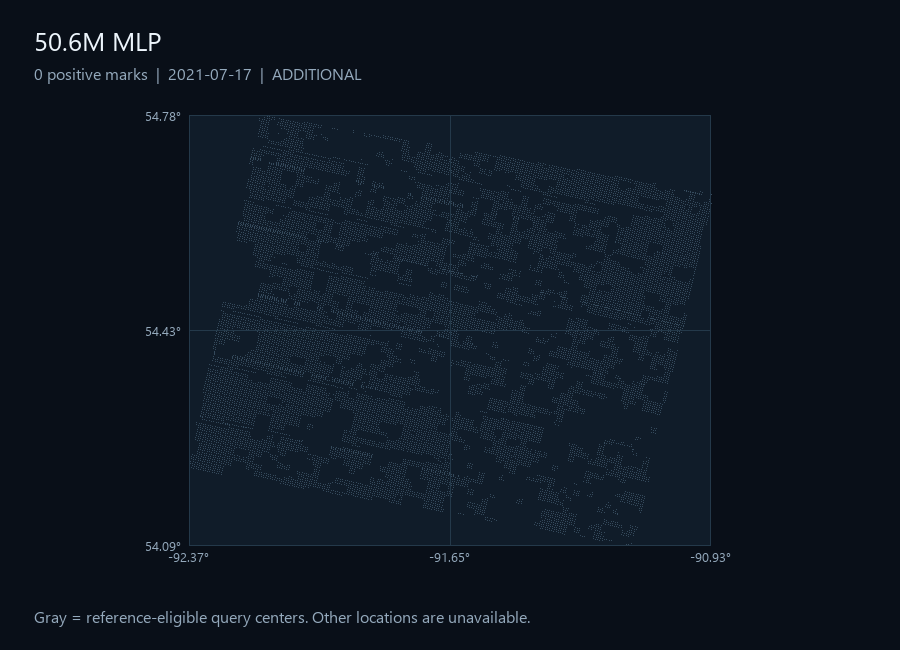 50.6M MLP
0 positive marks | 2021-07-17 | ADDITIONAL
54.78°
54.43°
54.09°
-92.37°
-91.65°
-90.93°
Gray = reference-eligible query centers. Other locations are unavailable.